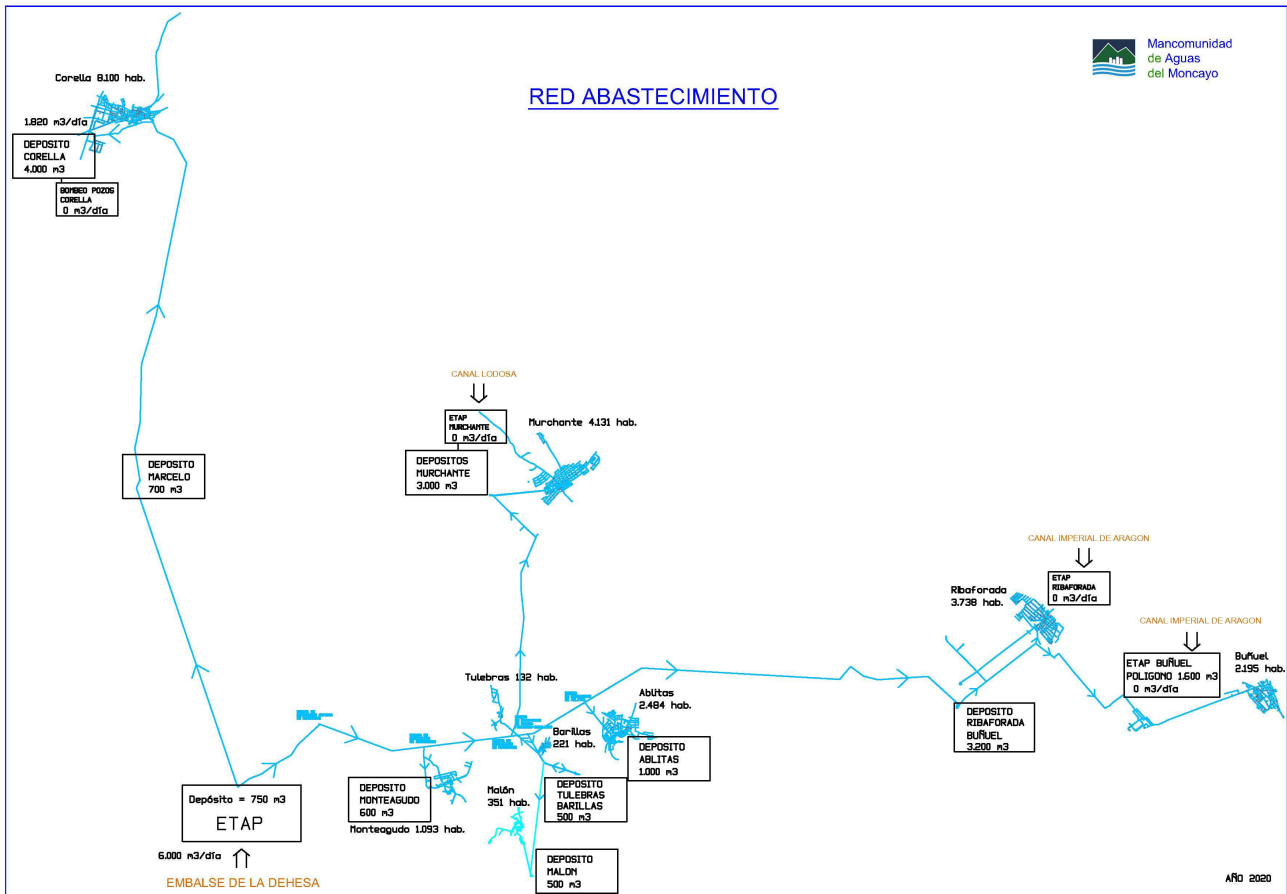 Mancomunidad
de Aguas
del Moncayo
RED ABASTECIMIENTO
Corella 8.100 hab.
1.820 m3/día
DEPOSITO
CORELLA
4.000 m3
BOMBEO POZOS
CORELLA
0 m3/día
CANAL LODOSA
ETAP
MURCHANTE
0 m3/día
Murchante 4.131 hab.
DEPOSITOS
MURCHANTE
3.000 m3
DEPOSITO
MARCELO
700 m3
CANAL IMPERIAL DE ARAGON
ETAP
RIBAFORADA
0 m3/día
Ribaforada
3.738 hab.
CANAL IMPERIAL DE ARAGON
ETAP BUÑUEL
POLIGONO 1.600 m3
0 m3/día
Buñuel
2.195 hab.
Tulebras 132 hab.
Ablitas
2.484 hab.
Barillas
221 hab.
DEPOSITO
RIBAFORADA
BUÑUEL
3.200 m3
DEPOSITO
ABLITAS
1.000 m3
DEPOSITO
TULEBRAS
BARILLAS
500 m3
DEPOSITO
MONTEAGUDO
600 m3
Monteagudo 1.093 hab.
Malón
351 hab.
DEPOSITO
MALON
500 m3
Depósito = 750 m3
ETAP
6.000 m3/día
EMBALSE DE LA DEHESA
AÑO 2020